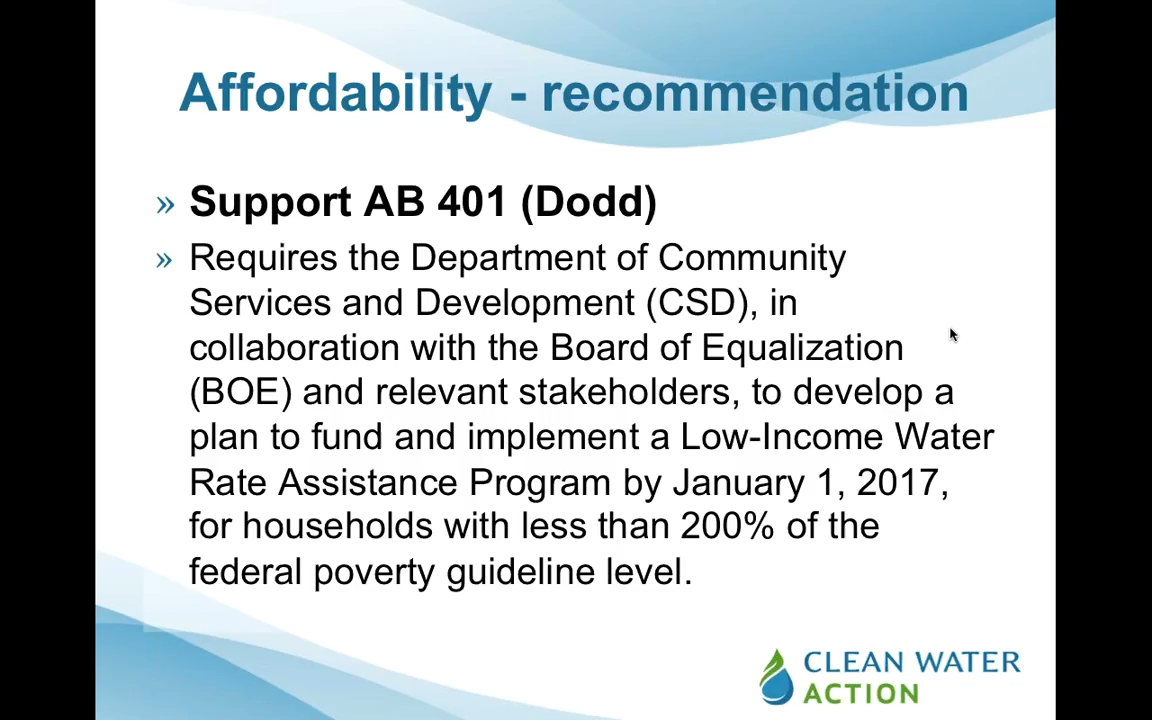 Affordability - recommendation
» Support AB 401 (Dodd)
» Requires the Department of Community
Services and Development (CSD), in
collaboration with the Board of Equalization
(BOE) and relevant stakeholders, to develop a
plan to fund and implement a Low-Income Water
Rate Assistance Program by January 1, 2017,
for households with less than 200% of the
federal poverty guideline level.
CLEAN WATER
ACTION